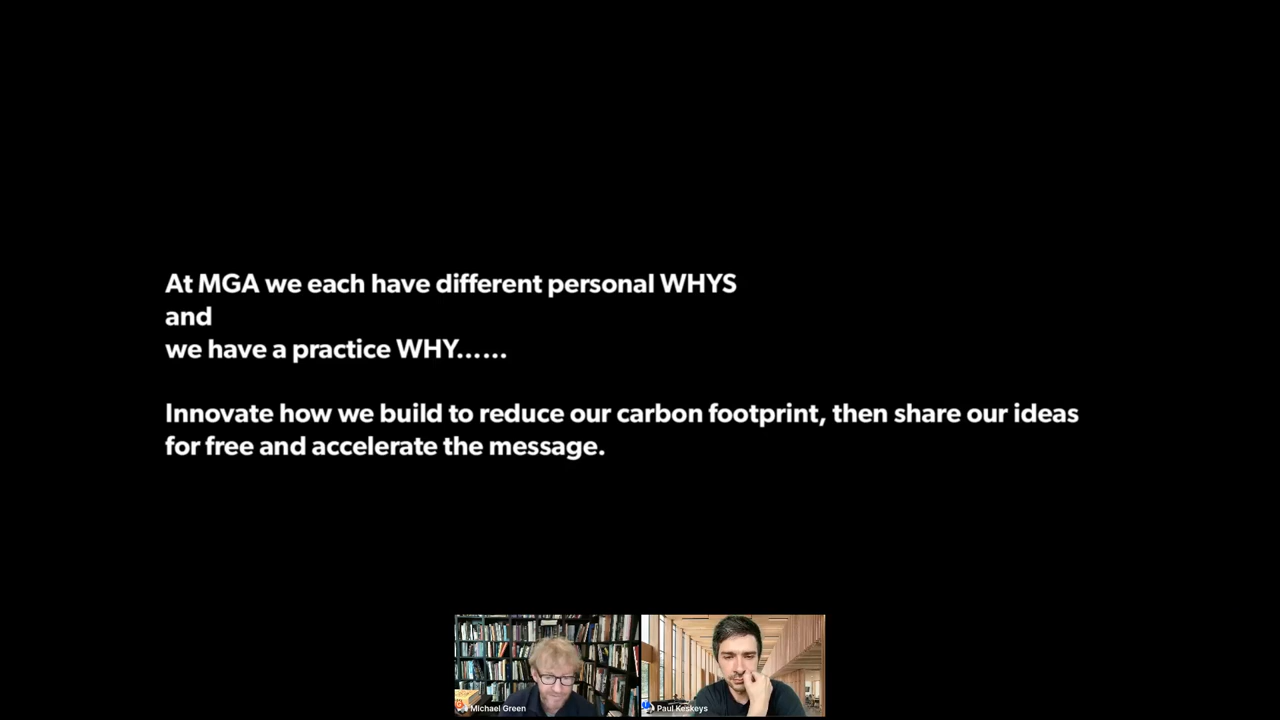 At MGA we each have different personal WHYS
and
we have a practice WHY......
Innovate how we build to reduce our carbon footprint, then share our ideas
for free and accelerate the message.
Michael Green
Paul Keskeys